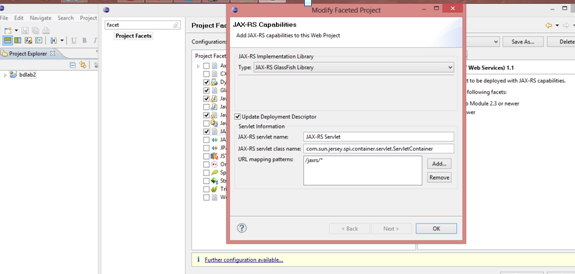 Modify Faceted Project
File Edit Navigate Search Project
facet
Project Facets
Project Explorer
bdlab2
Configuration
JAX-RS Capabilities
Add JAX-RS capabilities to this Web Project
JAX-RS Implementation Library
Type: JAX-RS GlassFish Library
Update Deployment Descriptor
Servlet Information
JAX-RS servlet name: JAX-RS Servlet
JAX-RS servlet class name: com.sun.jersey.spi.container.servlet.ServletContainer
URL mapping patterns: /jaxrs/*
Add...
Remove
< Back Next > OK
Save As... Delete
Web Services) 1.1
to be deployed with JAX-RS capabilities.
following facets:
Module 2.3 or newer
or newer
Further configuration available...